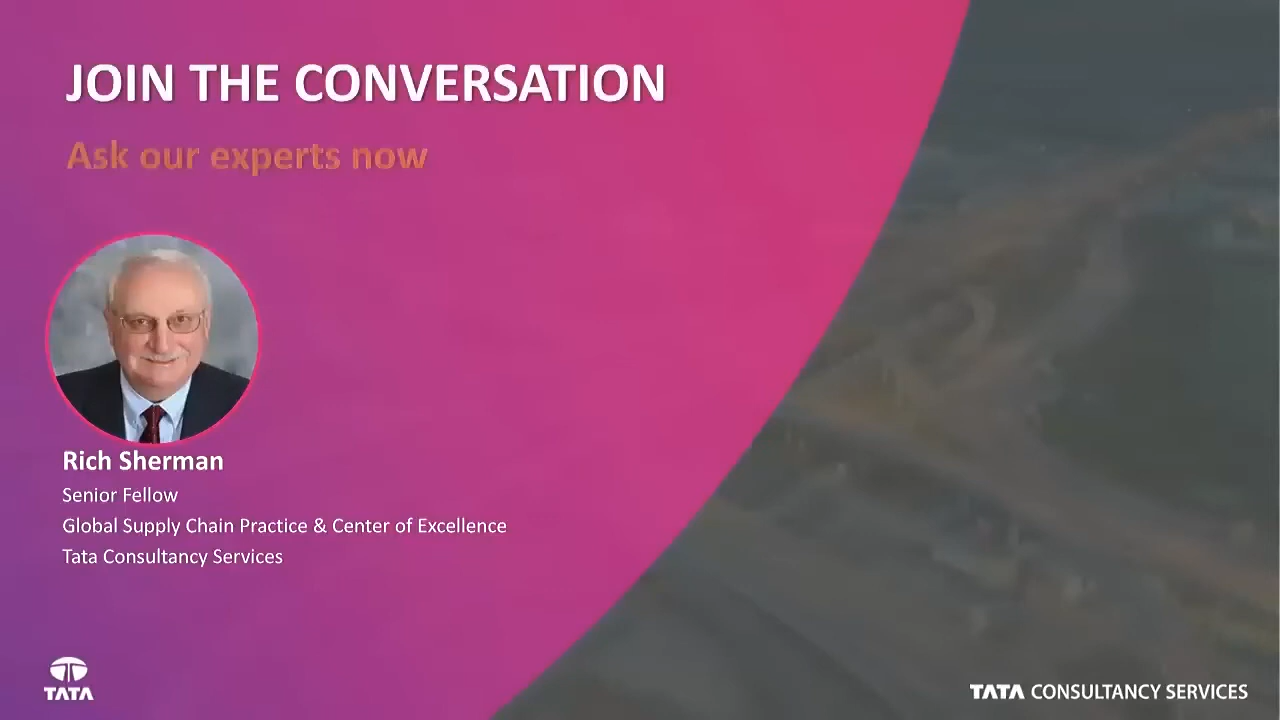 JOIN THE CONVERSATION
Ask our experts now
Rich Sherman
Senior Fellow
Global Supply Chain Practice & Center of Excellence
Tata Consultancy Services
TATA
TATA CONSULTANCY SERVICES